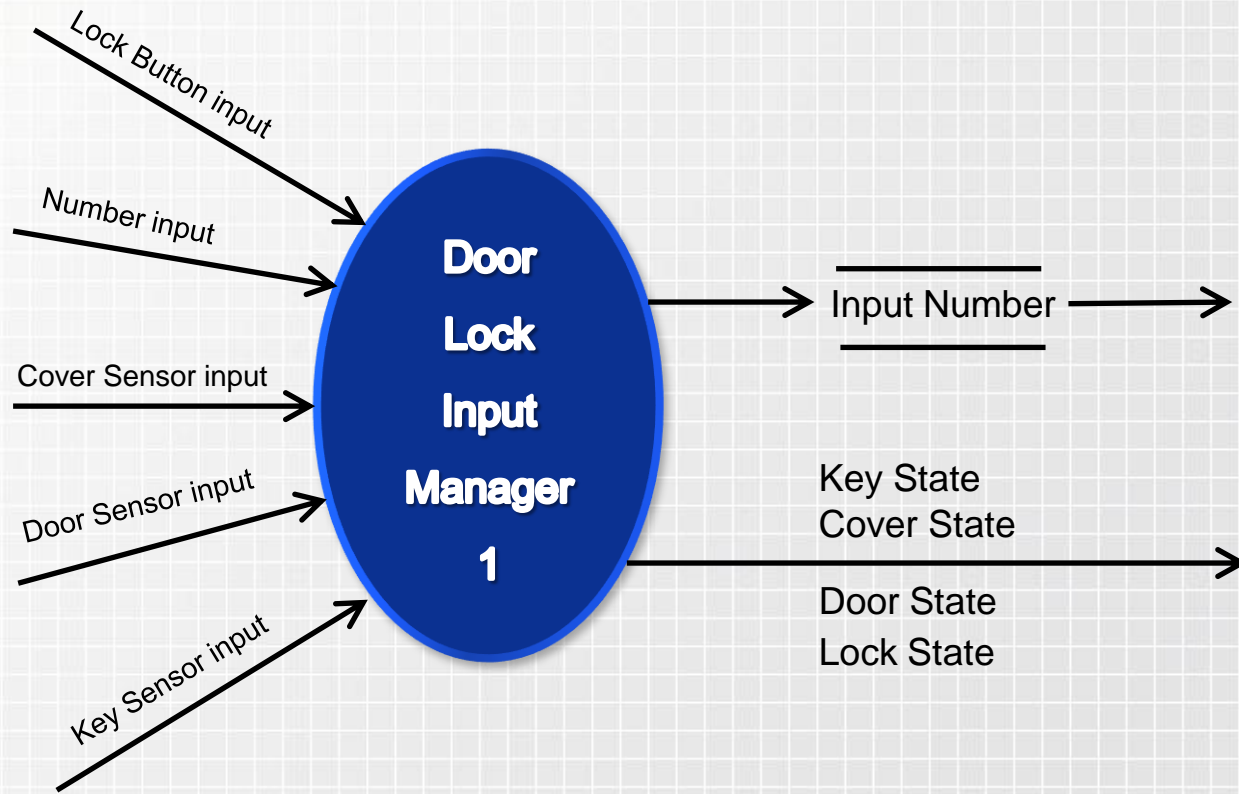 Lock Button input
Number input
Cover Sensor input
Door Sensor input
Key Sensor input
Door
Lock
Input
Manager
1
Input Number
Key State
Cover State
Door State
Lock State